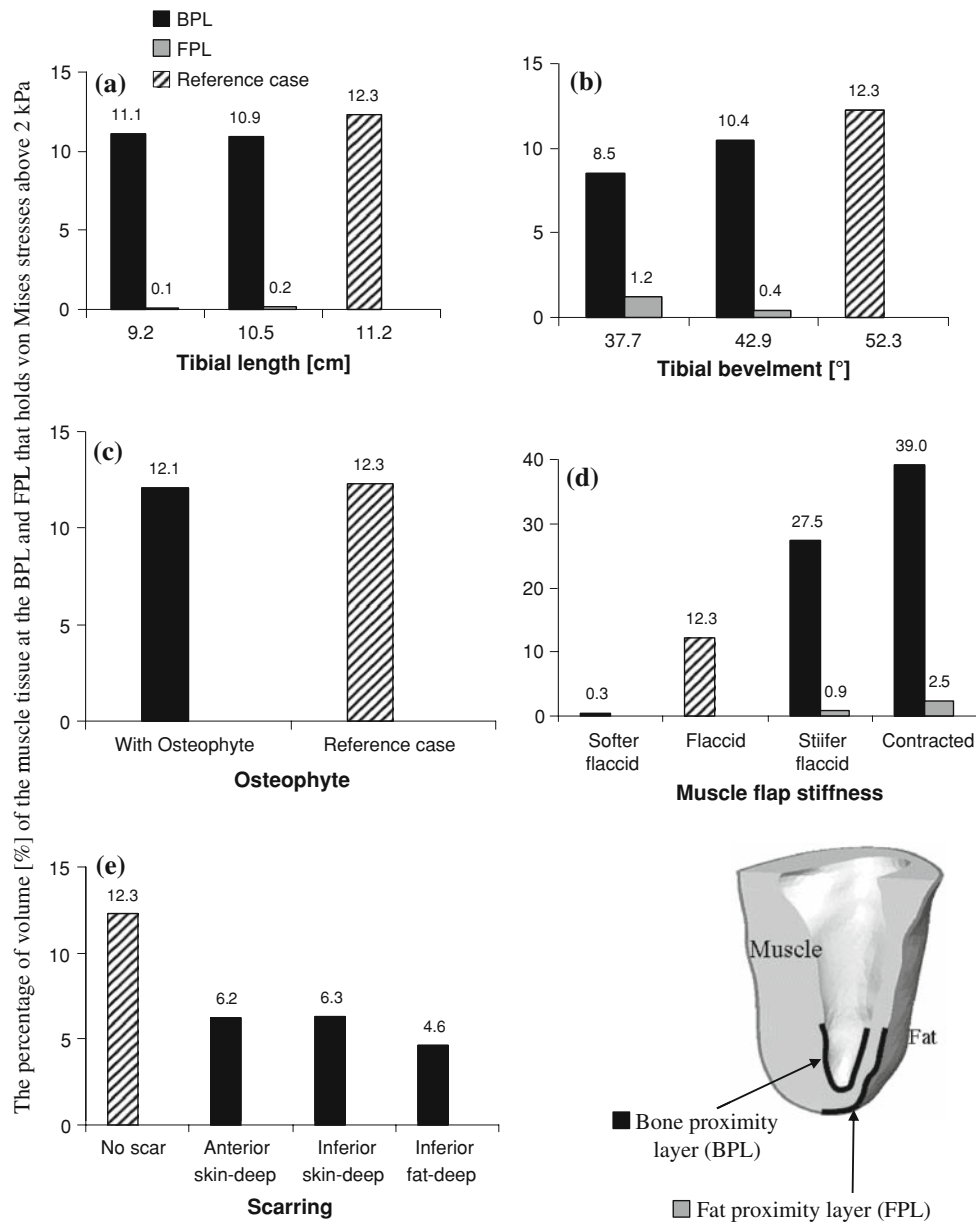 The percentage of volume [%] of the muscle tissue at the BPL and FPL that holds von Mises stresses above 2 kPa
BPL
FPL
Reference case
(a)
15
10
5
0
11.1
0.1
10.9
0.2
12.3
9.2
10.5
11.2
Tibial length [cm]
(b)
15
10
5
0
8.5
1.2
10.4
0.4
12.3
37.7
42.9
52.3
Tibial bevelment [°]
(c)
15
10
5
0
12.1
12.3
With Osteophyte
Reference case
Osteophyte
(d)
40
30
20
10
0
0.3
12.3
27.5
0.9
39.0
2.5
Softer
flaccid
Flaccid
Stiifer
flaccid
Contracted
Muscle flap stiffness
(e)
15
10
5
0
12.3
6.2
6.3
4.6
No scar
Anterior
skin-deep
Inferior
skin-deep
Inferior
fat-deep
Scarring
Muscle
Fat
Bone proximity
layer (BPL)
Fat proximity layer (FPL)